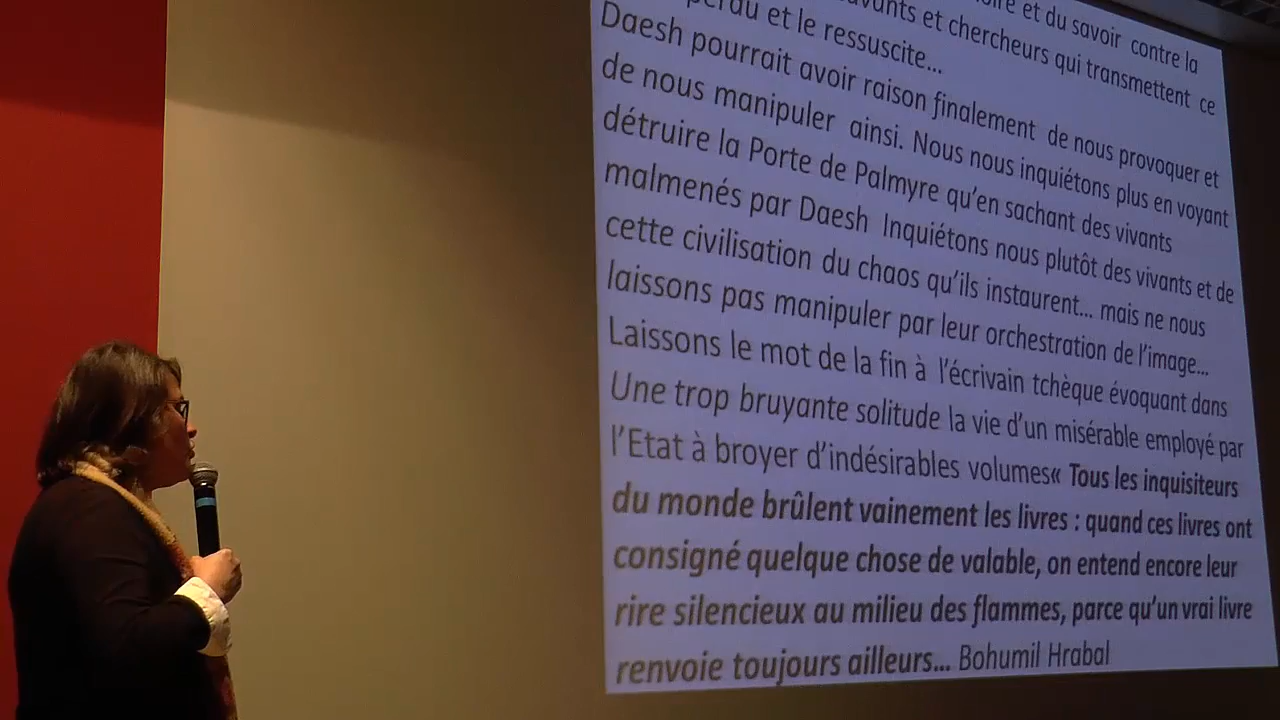 et du savoir contre la
et chercheurs qui transmettent ce
et le ressuscite...
Daesh pourrait avoir raison finalement de nous provoquer et
de nous manipuler ainsi. Nous nous inquiétons plus en voyant
détruire la Porte de Palmyre qu'en sachant des vivants
malmenés par Daesh Inquiétons nous plutôt des vivants et de
cette civilisation du chaos qu'ils instaurent... mais ne nous
laissons pas manipuler par leur orchestration de l'image...
Laissons le mot de la fin à l'écrivain tchèque évoquant dans
Une trop bruyante solitude la vie d'un misérable employé par
l'Etat à broyer d'indésirables volumes« Tous les inquisiteurs
du monde brûlent vainement les livres : quand ces livres ont
consigné quelque chose de valable, on entend encore leur
rire silencieux au milieu des flammes, parce qu'un vrai livre
renvoie toujours ailleurs... Bohumil Hrabal